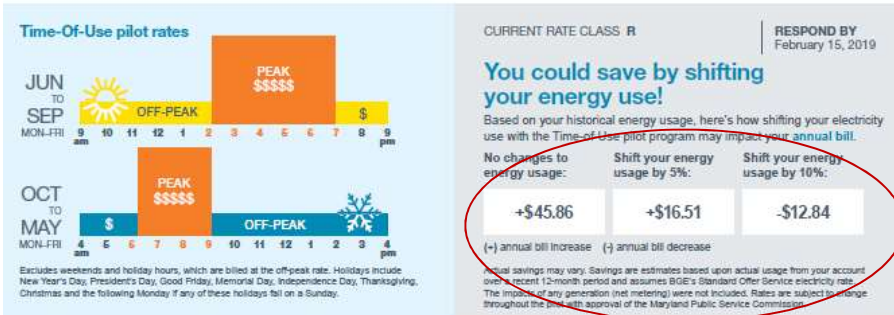 Time-Of-Use pilot rates
PEAK
$$$$$
JUN
TO
SEP
OFF-PEAK
$
MON-FRI 9 10 11 12 1 2 3 4 5 6 7 8 9
am pm
PEAK
$$$$$
OCT
TO
MAY
$
OFF-PEAK
MON-FRI 4 5 6 7 8 9 10 11 12 1 2 3 4
am pm
Excludes weekends and holiday hours, which are billed at the off-peak rate. Holidays include
New Year's Day, President's Day, Good Friday, Memorial Day, Independence Day, Thanksgiving,
Christmas and the following Monday if any of these holidays fall on a Sunday.
CURRENT RATE CLASS R
RESPOND BY
February 15, 2019
You could save by shifting
your energy use!
Based on your historical energy usage, here's how shifting your electricity
use with the Time-of Use pilot program may impact your annual bill.
No changes to
energy usage:
+$45.86
Shift your energy
usage by 5%:
+$16.51
Shift your energy
usage by 10%:
-$12.84
(+) annual bill increase (-) annual bill decrease
Actual savings may vary. Savings are estimates based upon actual usage from your account
over a recent 12-month period and assumes BGE's Standard Offer Service electricity rate.
The impacts of any generation (net metering) were not included. Rates are subject to change
throughout the pilot with approval of the Maryland Public Service Commission.